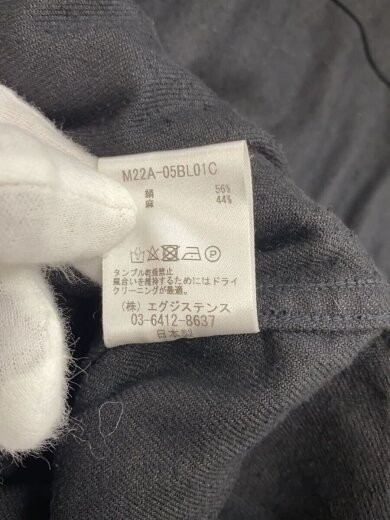 M22A-05BL01C
絹 56%
麻 44%
タンブル乾燥禁止
風合いを維持するためにはドライ
クリーニングが最適。
(株) エグジステンス
03-6412-8637
日本製